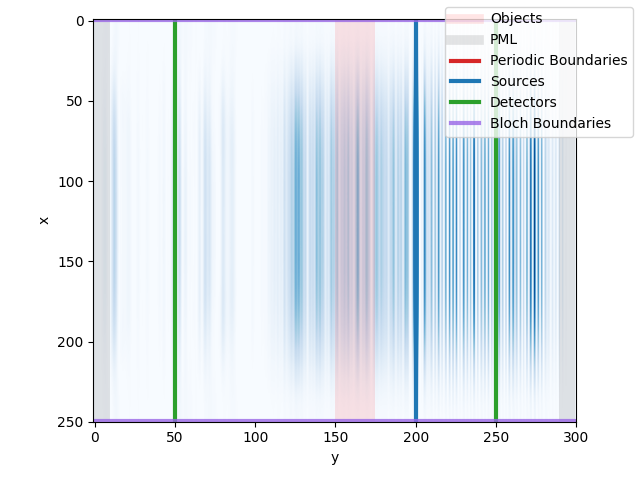 Objects
PML
Periodic Boundaries
Sources
Detectors
Bloch Boundaries
0
50
100
150
200
250
x
0 50 100 150 200 250 300
y